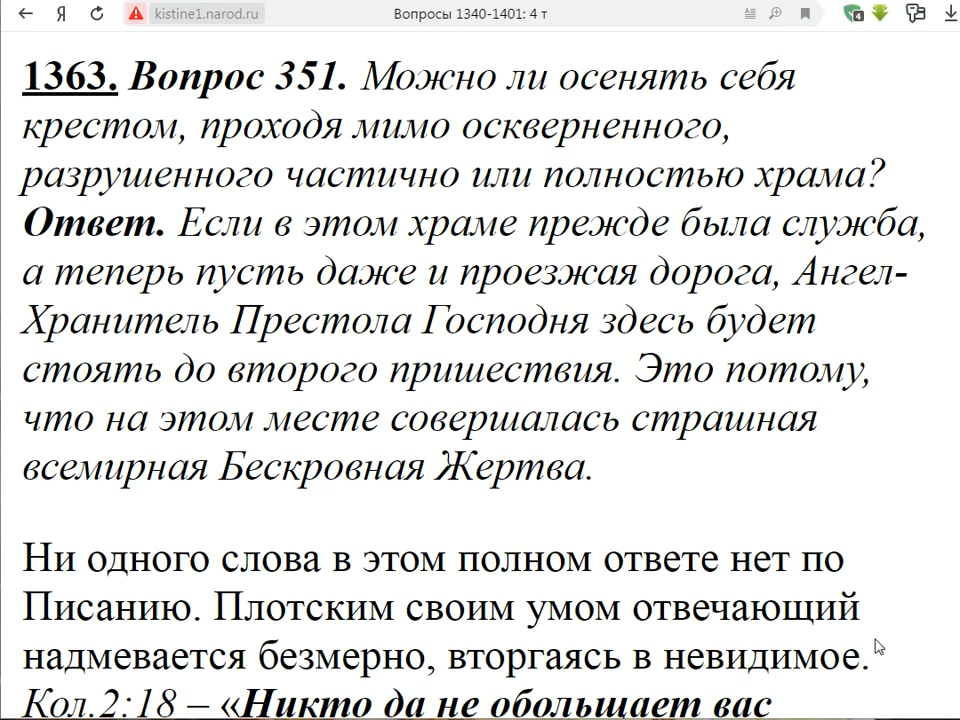 kistine1.narod.ru
Вопросы 1340-1401: 4 т
4
1363. Вопрос 351. Можно ли осенять себя
крестом, проходя мимо оскверненного,
разрушенного частично или полностью храма?
Ответ. Если в этом храме прежде была служба,
а теперь пусть даже и проезжая дорога, Ангел-
Хранитель Престола Господня здесь будет
стоять до второго пришествия. Это потому,
что на этом месте совершалась страшная
всемирная Бескровная Жертва.
Ни одного слова в этом полном ответе нет по
Писанию. Плотским своим умом отвечающий
надмевается безмерно, вторгаясь в невидимое.
Кол.2:18 – «Никто да не обольщает вас